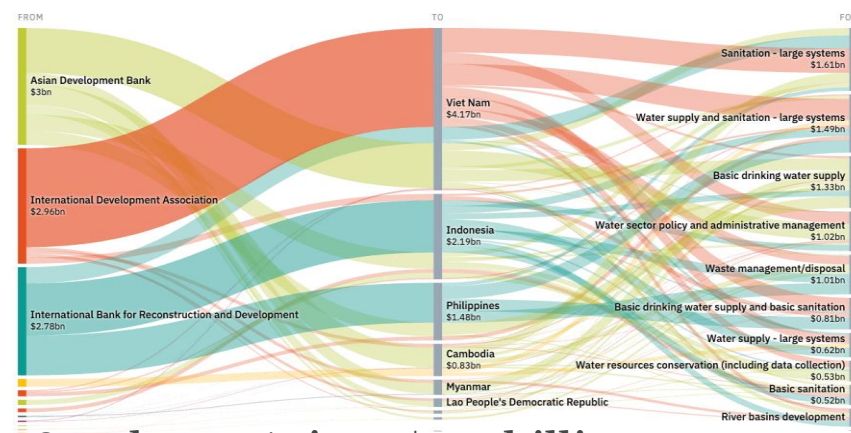 FROM
TO
FO
Asian Development Bank
$3bn
International Development Association
$2.96bn
International Bank for Reconstruction and Development
$2.78bn
Viet Nam
$4.17bn
Indonesia
$2.19bn
Philippines
$1.48bn
Cambodia
$0.83bn
Myanmar
Lao People's Democratic Republic
Sanitation - large systems
$1.61bn
Water supply and sanitation - large systems
$1.49bn
Basic drinking water supply
$1.33bn
Water sector policy and administrative management
$1.02bn
Waste management/disposal
$1.01bn
Basic drinking water supply and basic sanitation
$0.81bn
Water supply - large systems
$0.62bn
Water resources conservation (including data collection)
$0.53bn
Basic sanitation
$0.52bn
River basins development